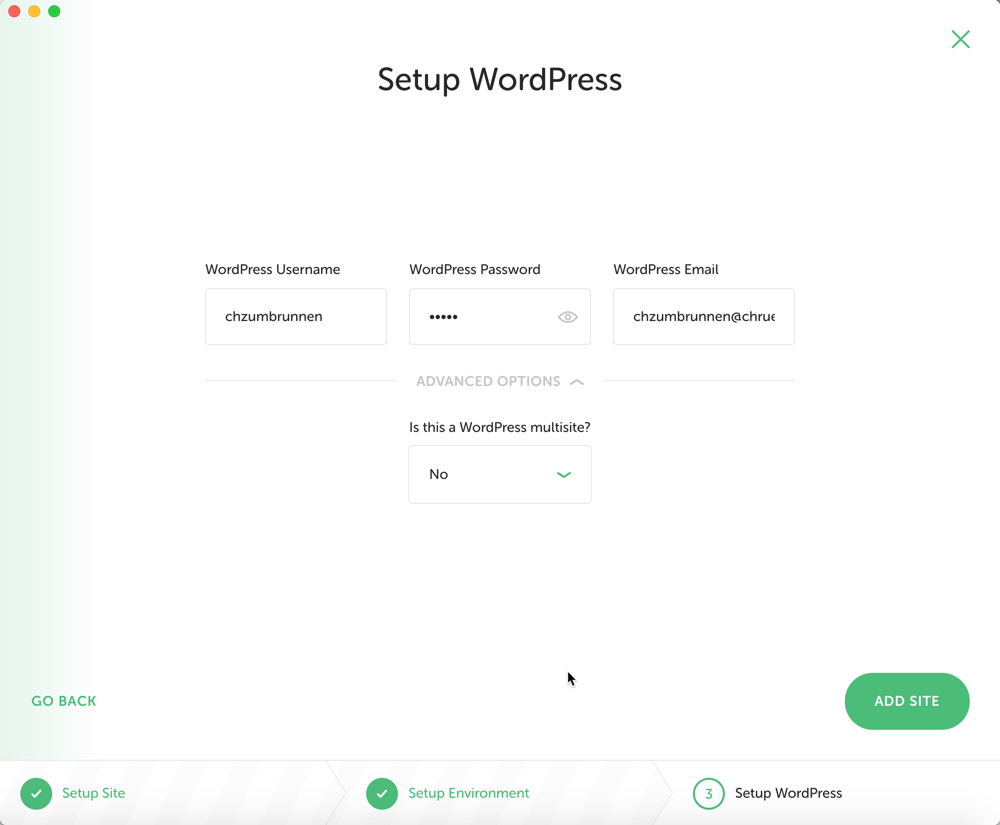 Setup WordPress
WordPress Username WordPress Password WordPress Email
chzumbrunnen ••••• chzumbrunnen@chrue
ADVANCED OPTIONS
Is this a WordPress multisite?
No
GO BACK ADD SITE
Setup Site Setup Environment 3 Setup WordPress